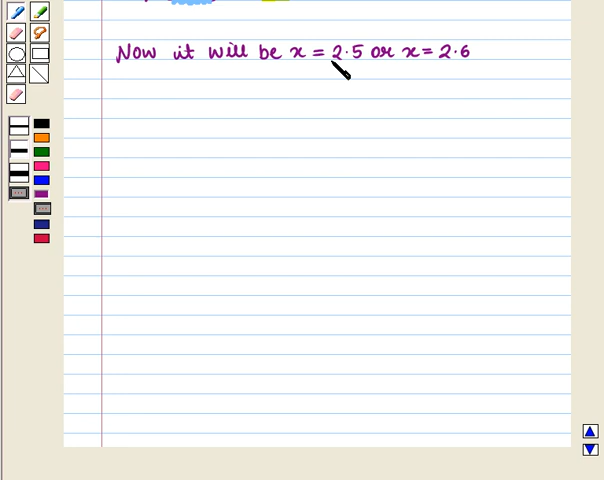 Now it will be x = 2.5 or x = 2.6